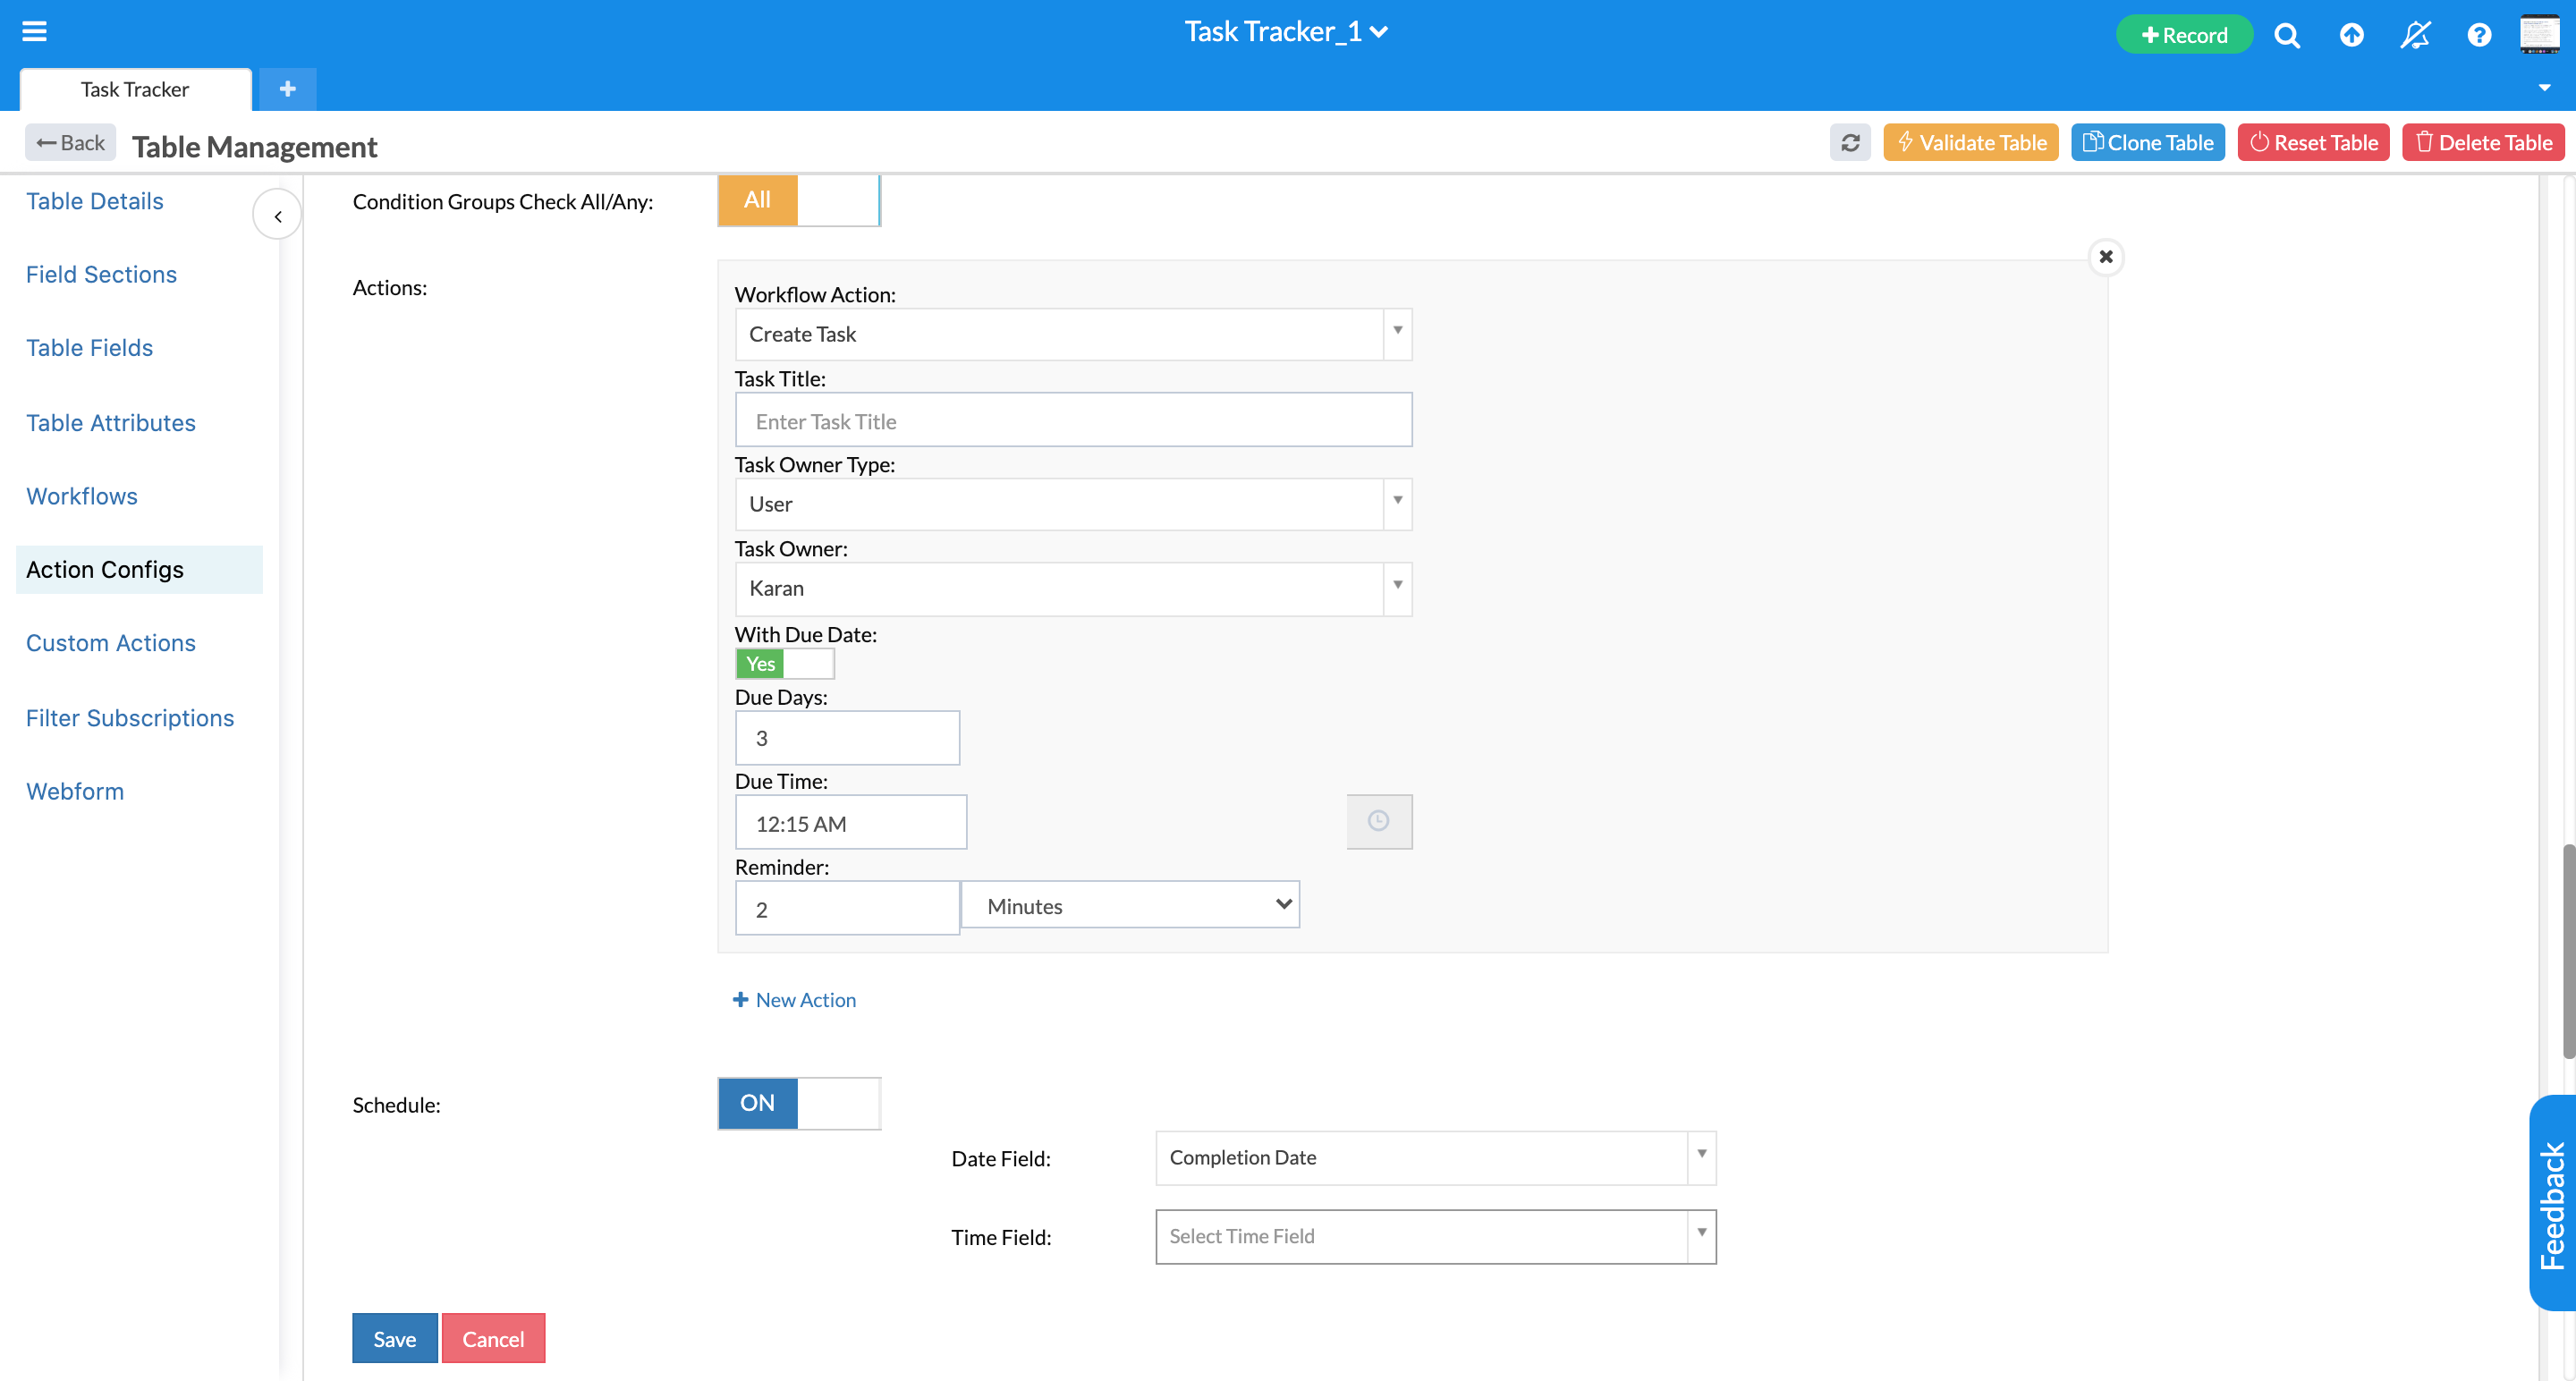 Task Tracker_1
Record
Task Tracker
Back
Table Management
Validate Table
Clone Table
Reset Table
Delete Table
Table Details
Field Sections
Table Fields
Table Attributes
Workflows
Action Configs
Custom Actions
Filter Subscriptions
Webform
Condition Groups Check All/Any:
All
Actions:
Workflow Action:
Create Task
Task Title:
Enter Task Title
Task Owner Type:
User
Task Owner:
Karan
With Due Date:
Yes
Due Days:
3
Due Time:
12:15 AM
Reminder:
2
Minutes
New Action
Schedule:
ON
Date Field:
Completion Date
Time Field:
Select Time Field
Save
Cancel
Feedback